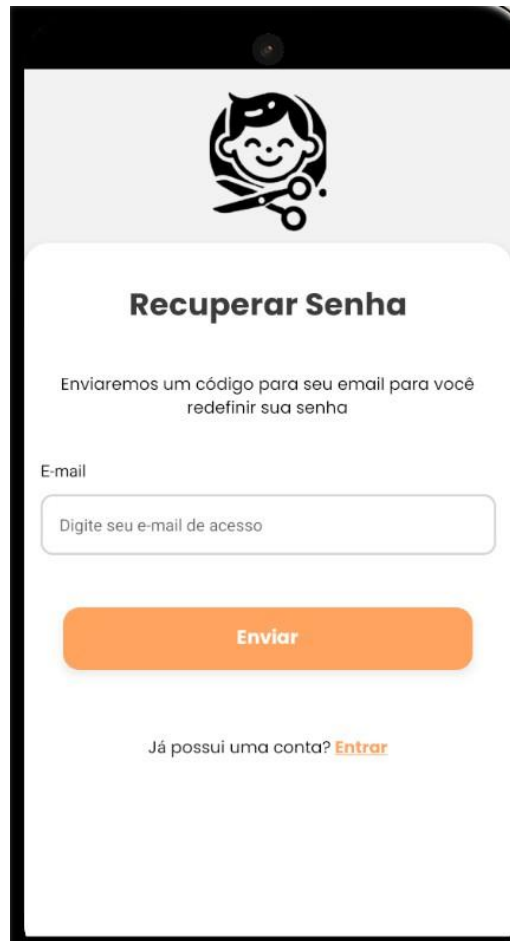 Recuperar Senha
Enviaremos um código para seu email para você
redefinir sua senha
E-mail
Digite seu e-mail de acesso
Enviar
Já possui uma conta? Entrar